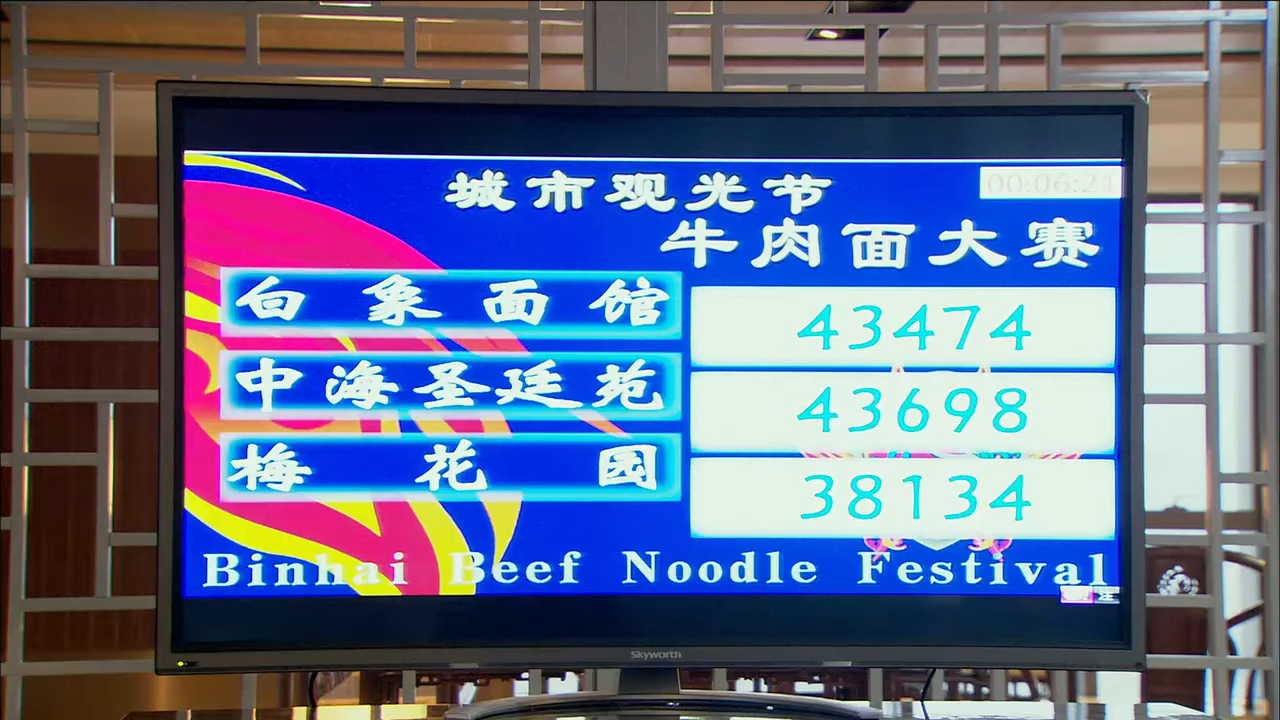 城市观光节
00:06:21
牛肉面大赛
白象面馆
43474
中海圣廷苑
43698
梅花园
38134
Binhai Beef Noodle Festival
Skyworth